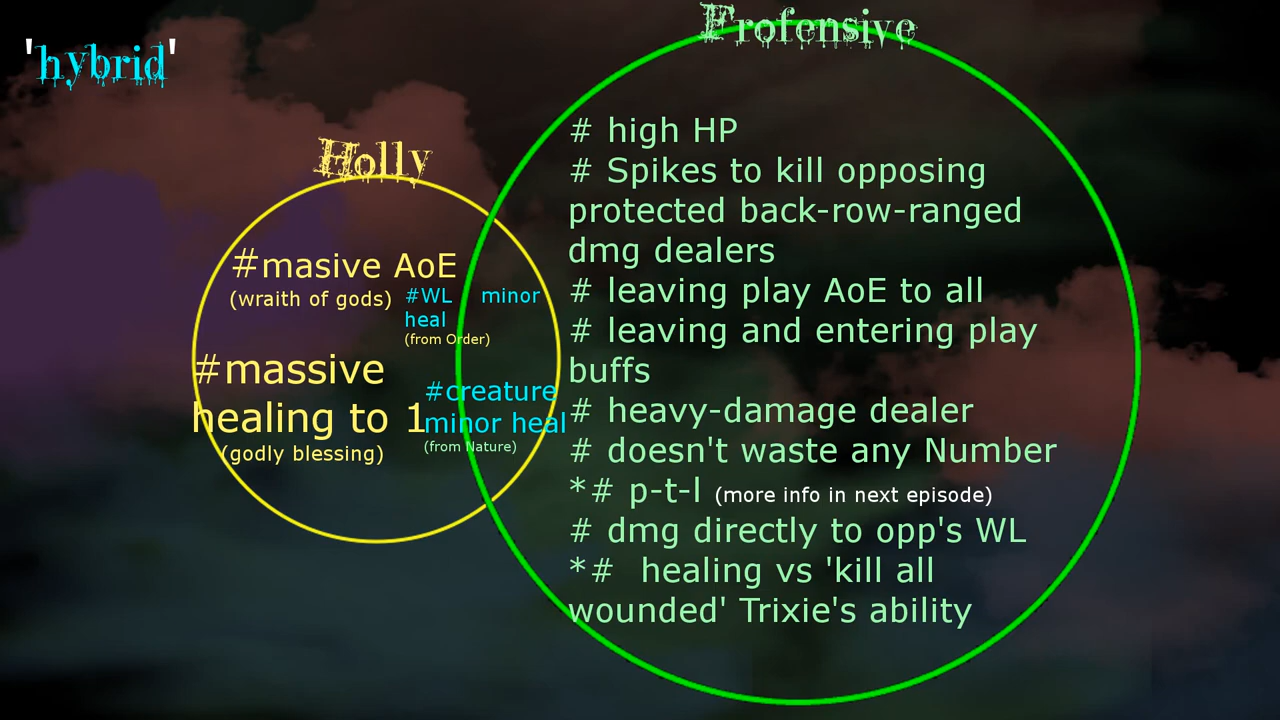 'hybrid'
Frofensive
Holly
#masive AoE
(wraith of gods)
#WL minor
heal
(from Order)
#massive
healing to 1
(godly blessing)
#creature
minor heal
(from Nature)
# high HP
# Spikes to kill opposing
protected back-row-ranged
dmg dealers
# leaving play AoE to all
# leaving and entering play
buffs
# heavy-damage dealer
# doesn't waste any Number
*# p-t-l (more info in next episode)
# dmg directly to opp's WL
*# healing vs 'kill all
wounded' Trixie's ability